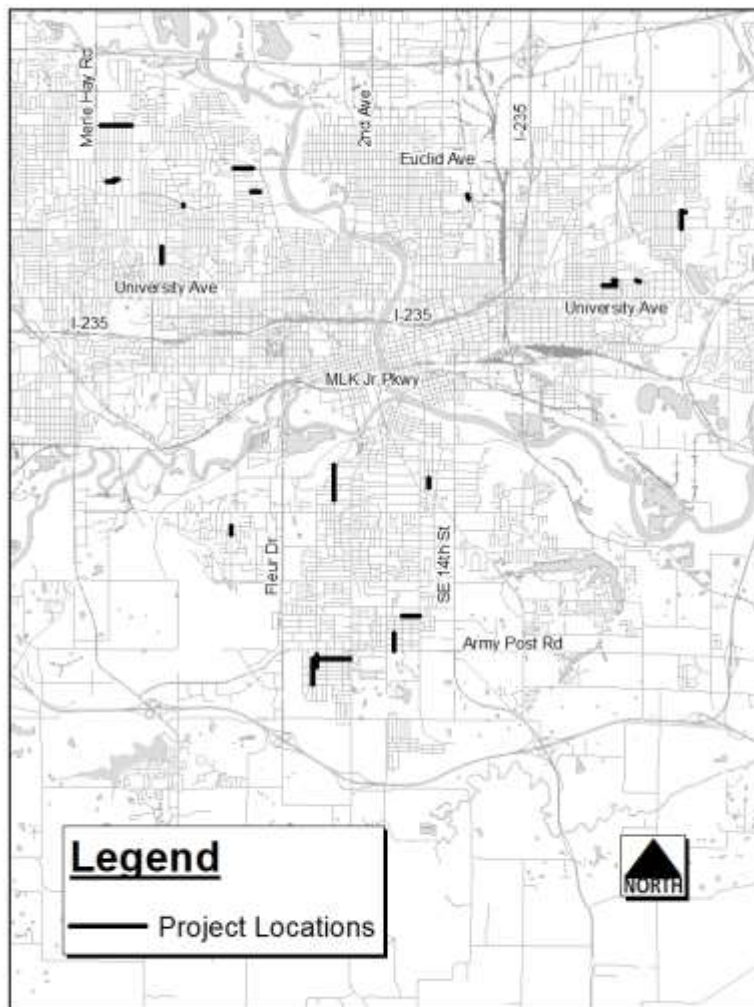 Merle Hay Rd
2nd Ave
I-235
Euclid Ave
University Ave
University Ave
I-235
I-235
MLK Jr. Pkwy
Fleur Dr
SE 14th St
Army Post Rd
Legend
Project Locations
NORTH